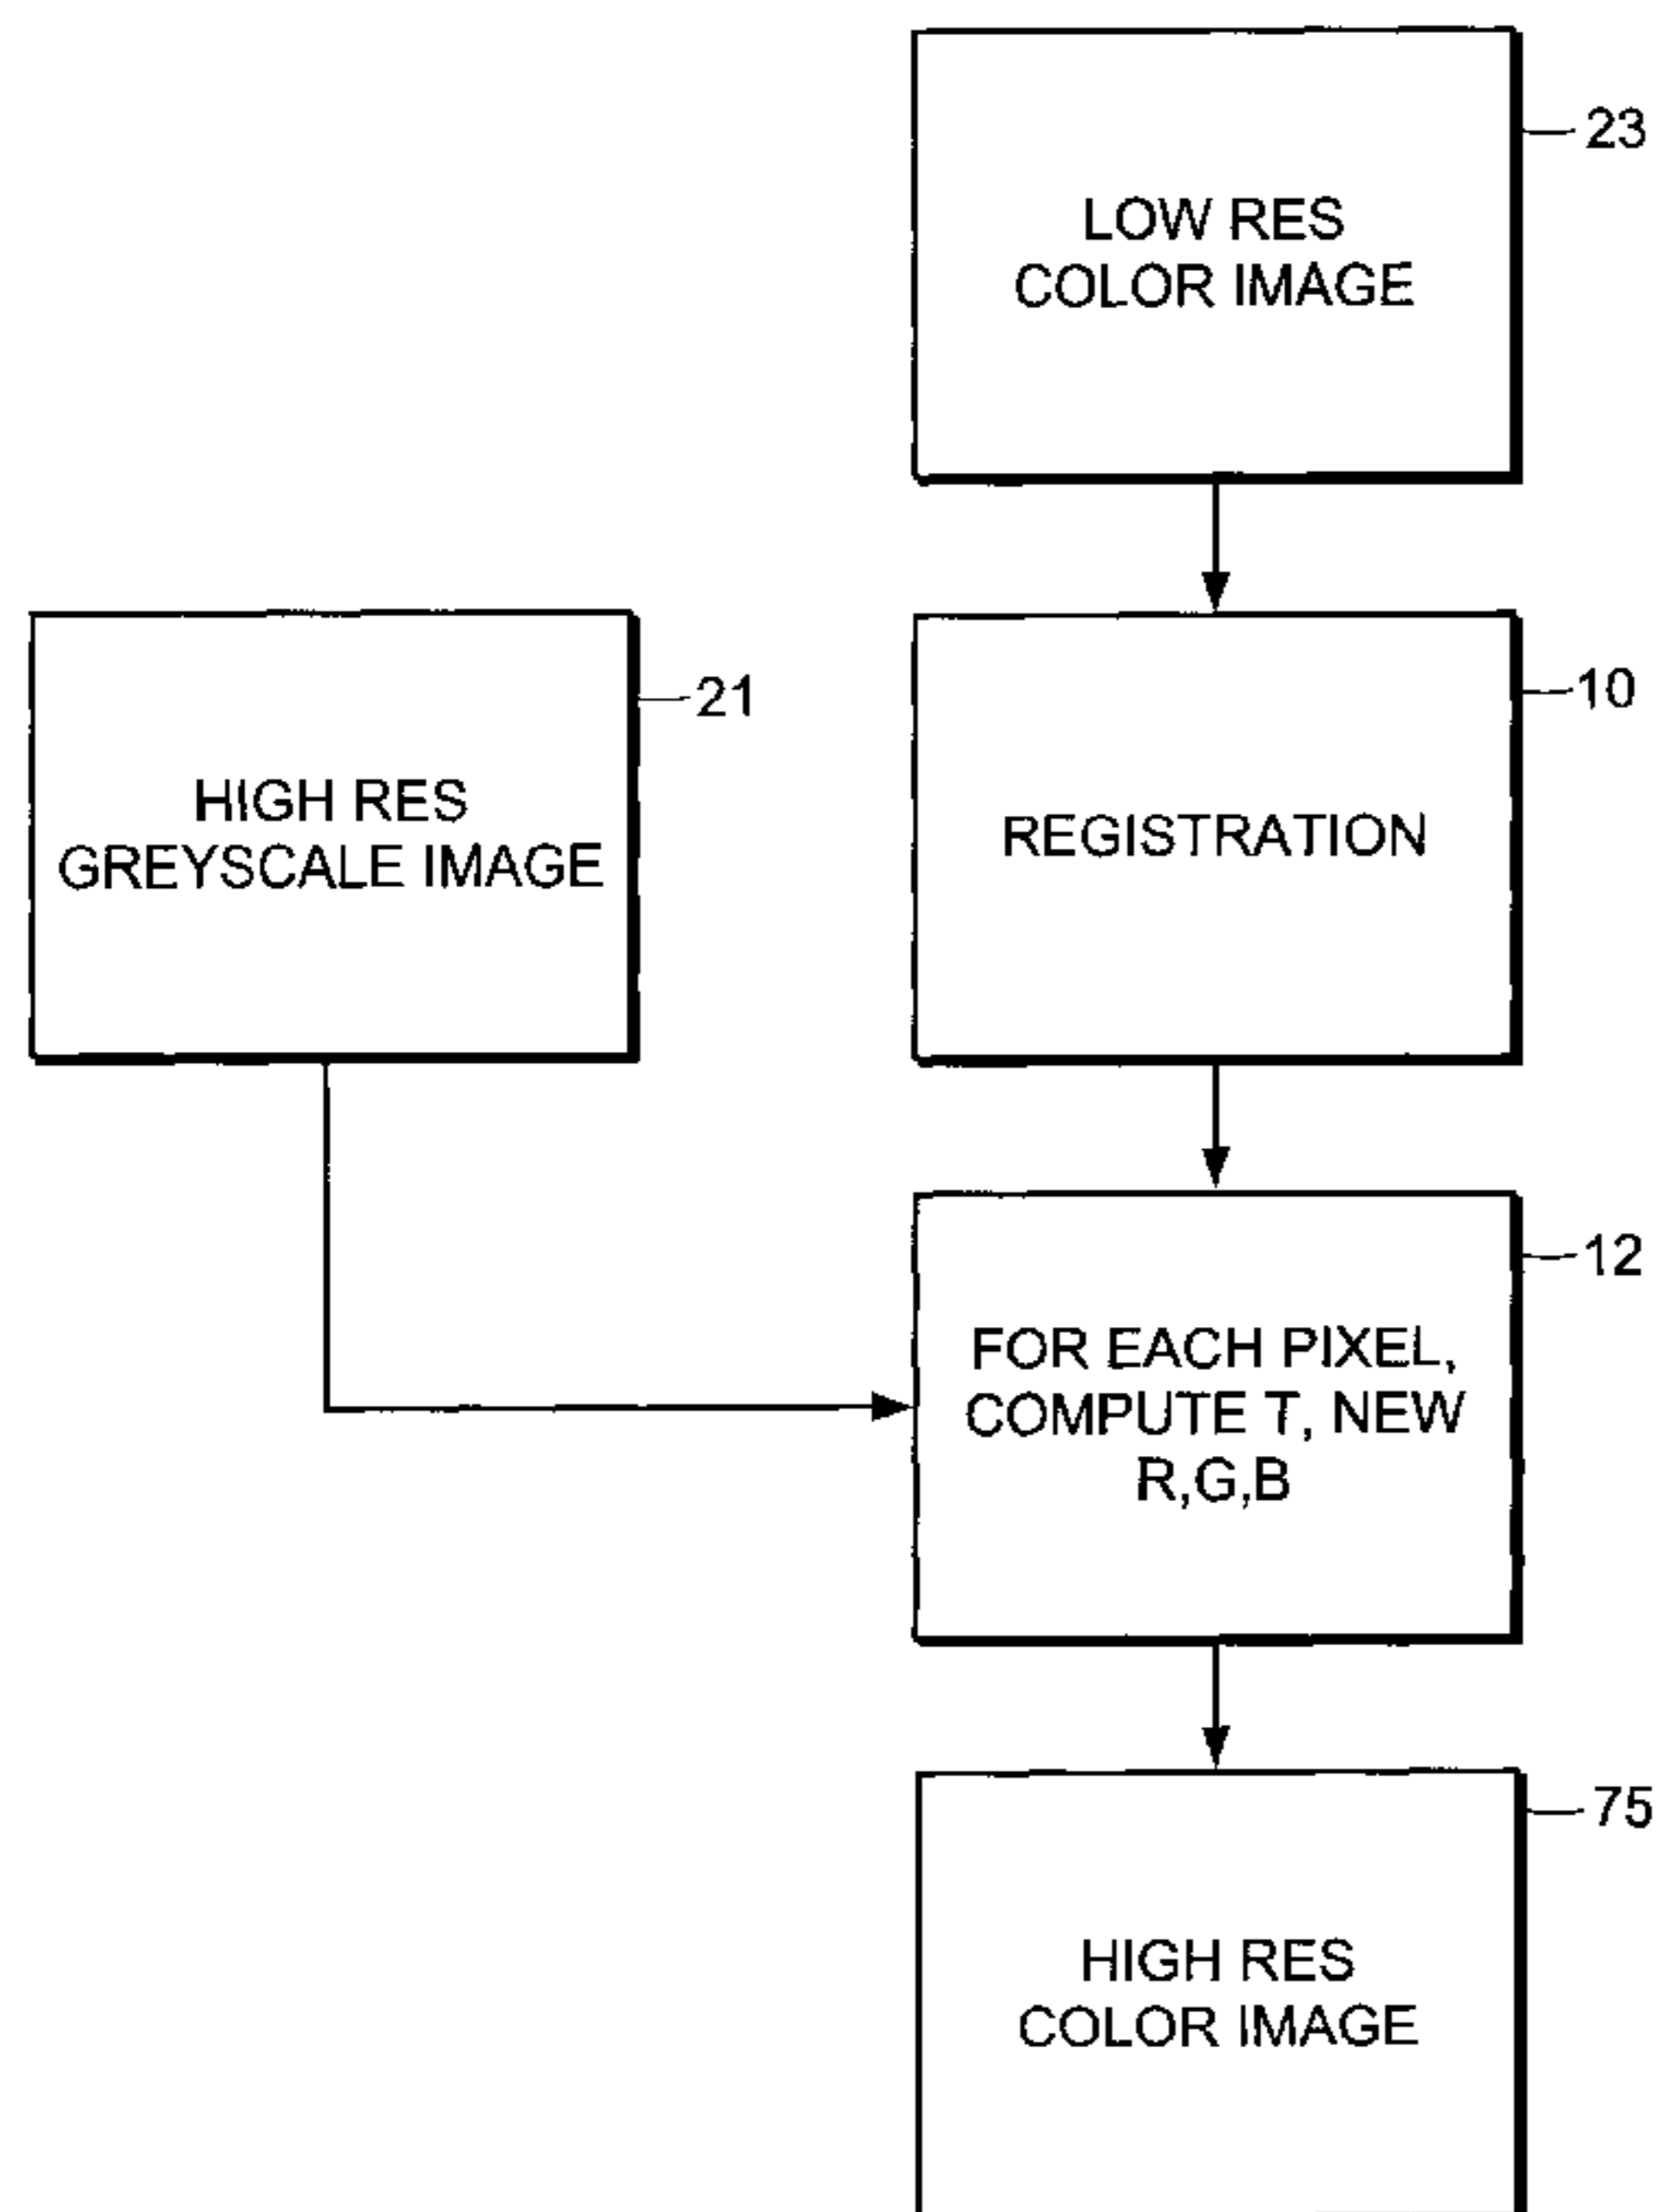 23
LOW RES
COLOR IMAGE
21
HIGH RES
GREYSCALE IMAGE
10
REGISTRATION
12
FOR EACH PIXEL,
COMPUTE T, NEW
R,G,B
75
HIGH RES
COLOR IMAGE